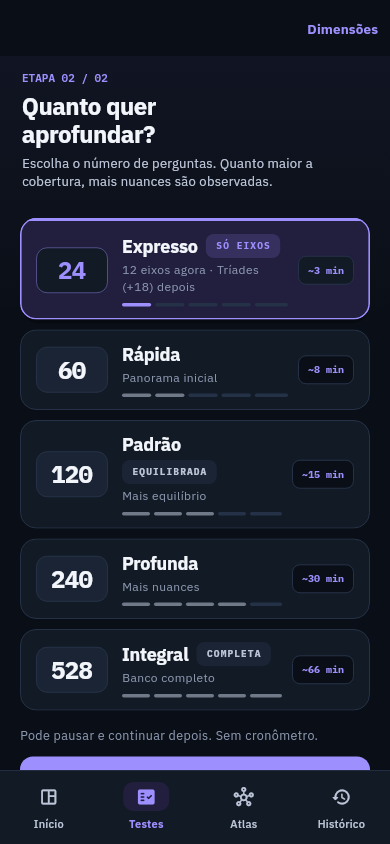 Dimensões
ETAPA 02 / 02
Quanto quer
aprofundar?
Escolha o número de perguntas. Quanto maior a
cobertura, mais nuances são observadas.
24
Expresso
SÓ EIXOS
12 eixos agora · Tríades
(+18) depois
~3 min
60
Rápida
Panorama inicial
~8 min
120
Padrão
EQUILIBRADA
Mais equilíbrio
~15 min
240
Profunda
Mais nuances
~30 min
528
Integral
COMPLETA
Banco completo
~66 min
Pode pausar e continuar depois. Sem cronômetro.
Início
Testes
Atlas
Histórico